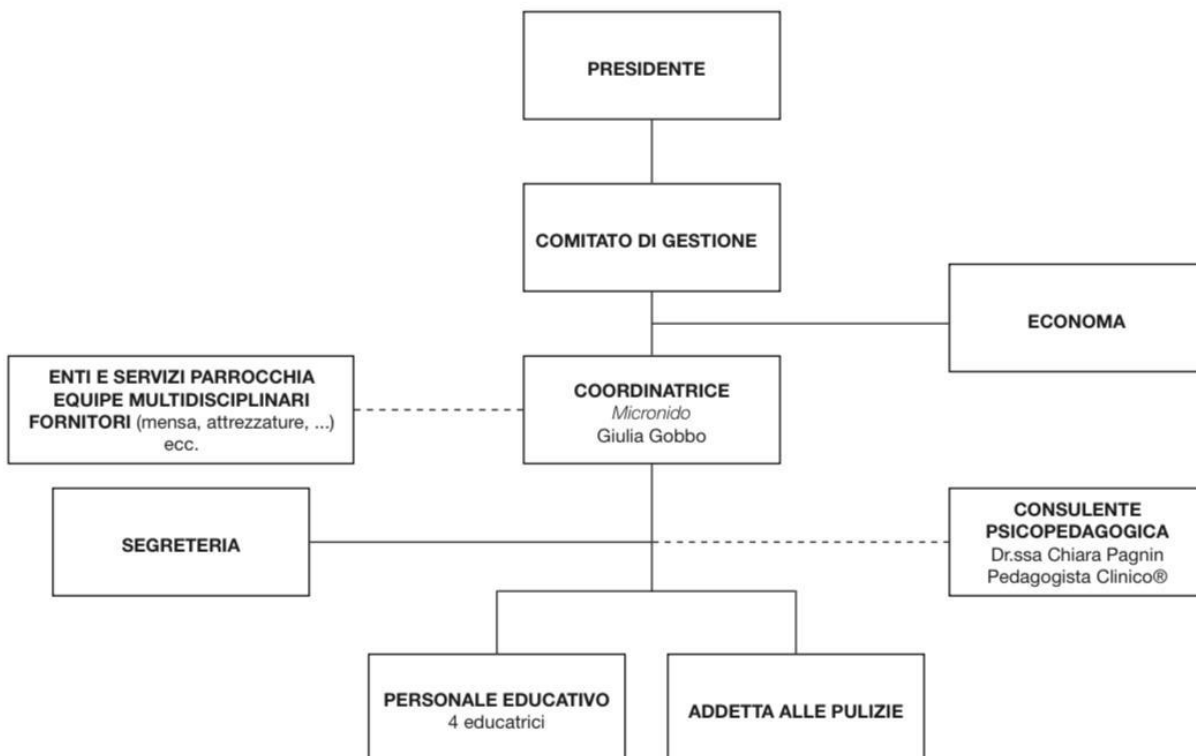 PRESIDENTE
COMITATO DI GESTIONE
ECONOMA
ENTI E SERVIZI PARROCCHIA
EQUIPE MULTIDISCIPLINARI
FORNITORI (mensa, attrezzature, ...)
ecc.
COORDINATRICE
Micronido
Giulia Gobbo
SEGRETERIA
CONSULENTE
PSICOPEDAGOGICA
Dr.ssa Chiara Pagnin
Pedagogista Clinico®
PERSONALE EDUCATIVO
4 educatrici
ADDETTA ALLE PULIZIE